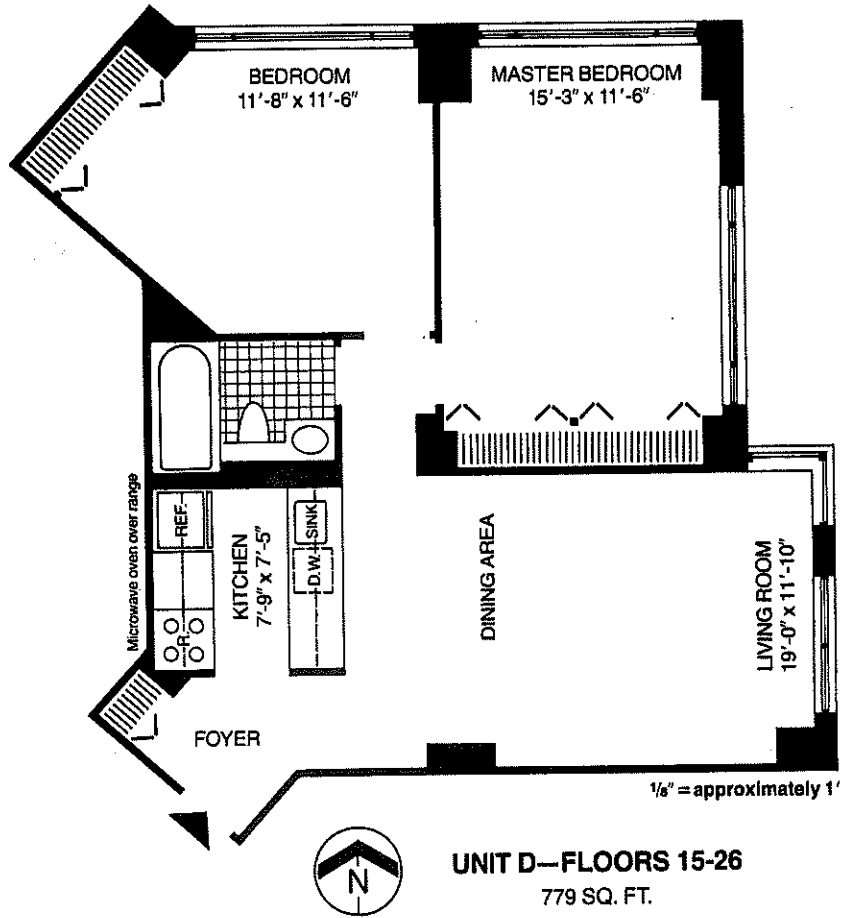 BEDROOM
11'-8" x 11'-6"
MASTER BEDROOM
15'-3" x 11'-6"
Microwave oven over range
REF.
R.
KITCHEN
7'-9" x 7'-5"
SINK
D.W.
DINING AREA
LIVING ROOM
19'-0" x 11'-10"
FOYER
1/8" = approximately 1'
N
UNIT D—FLOORS 15-26
779 SQ. FT.